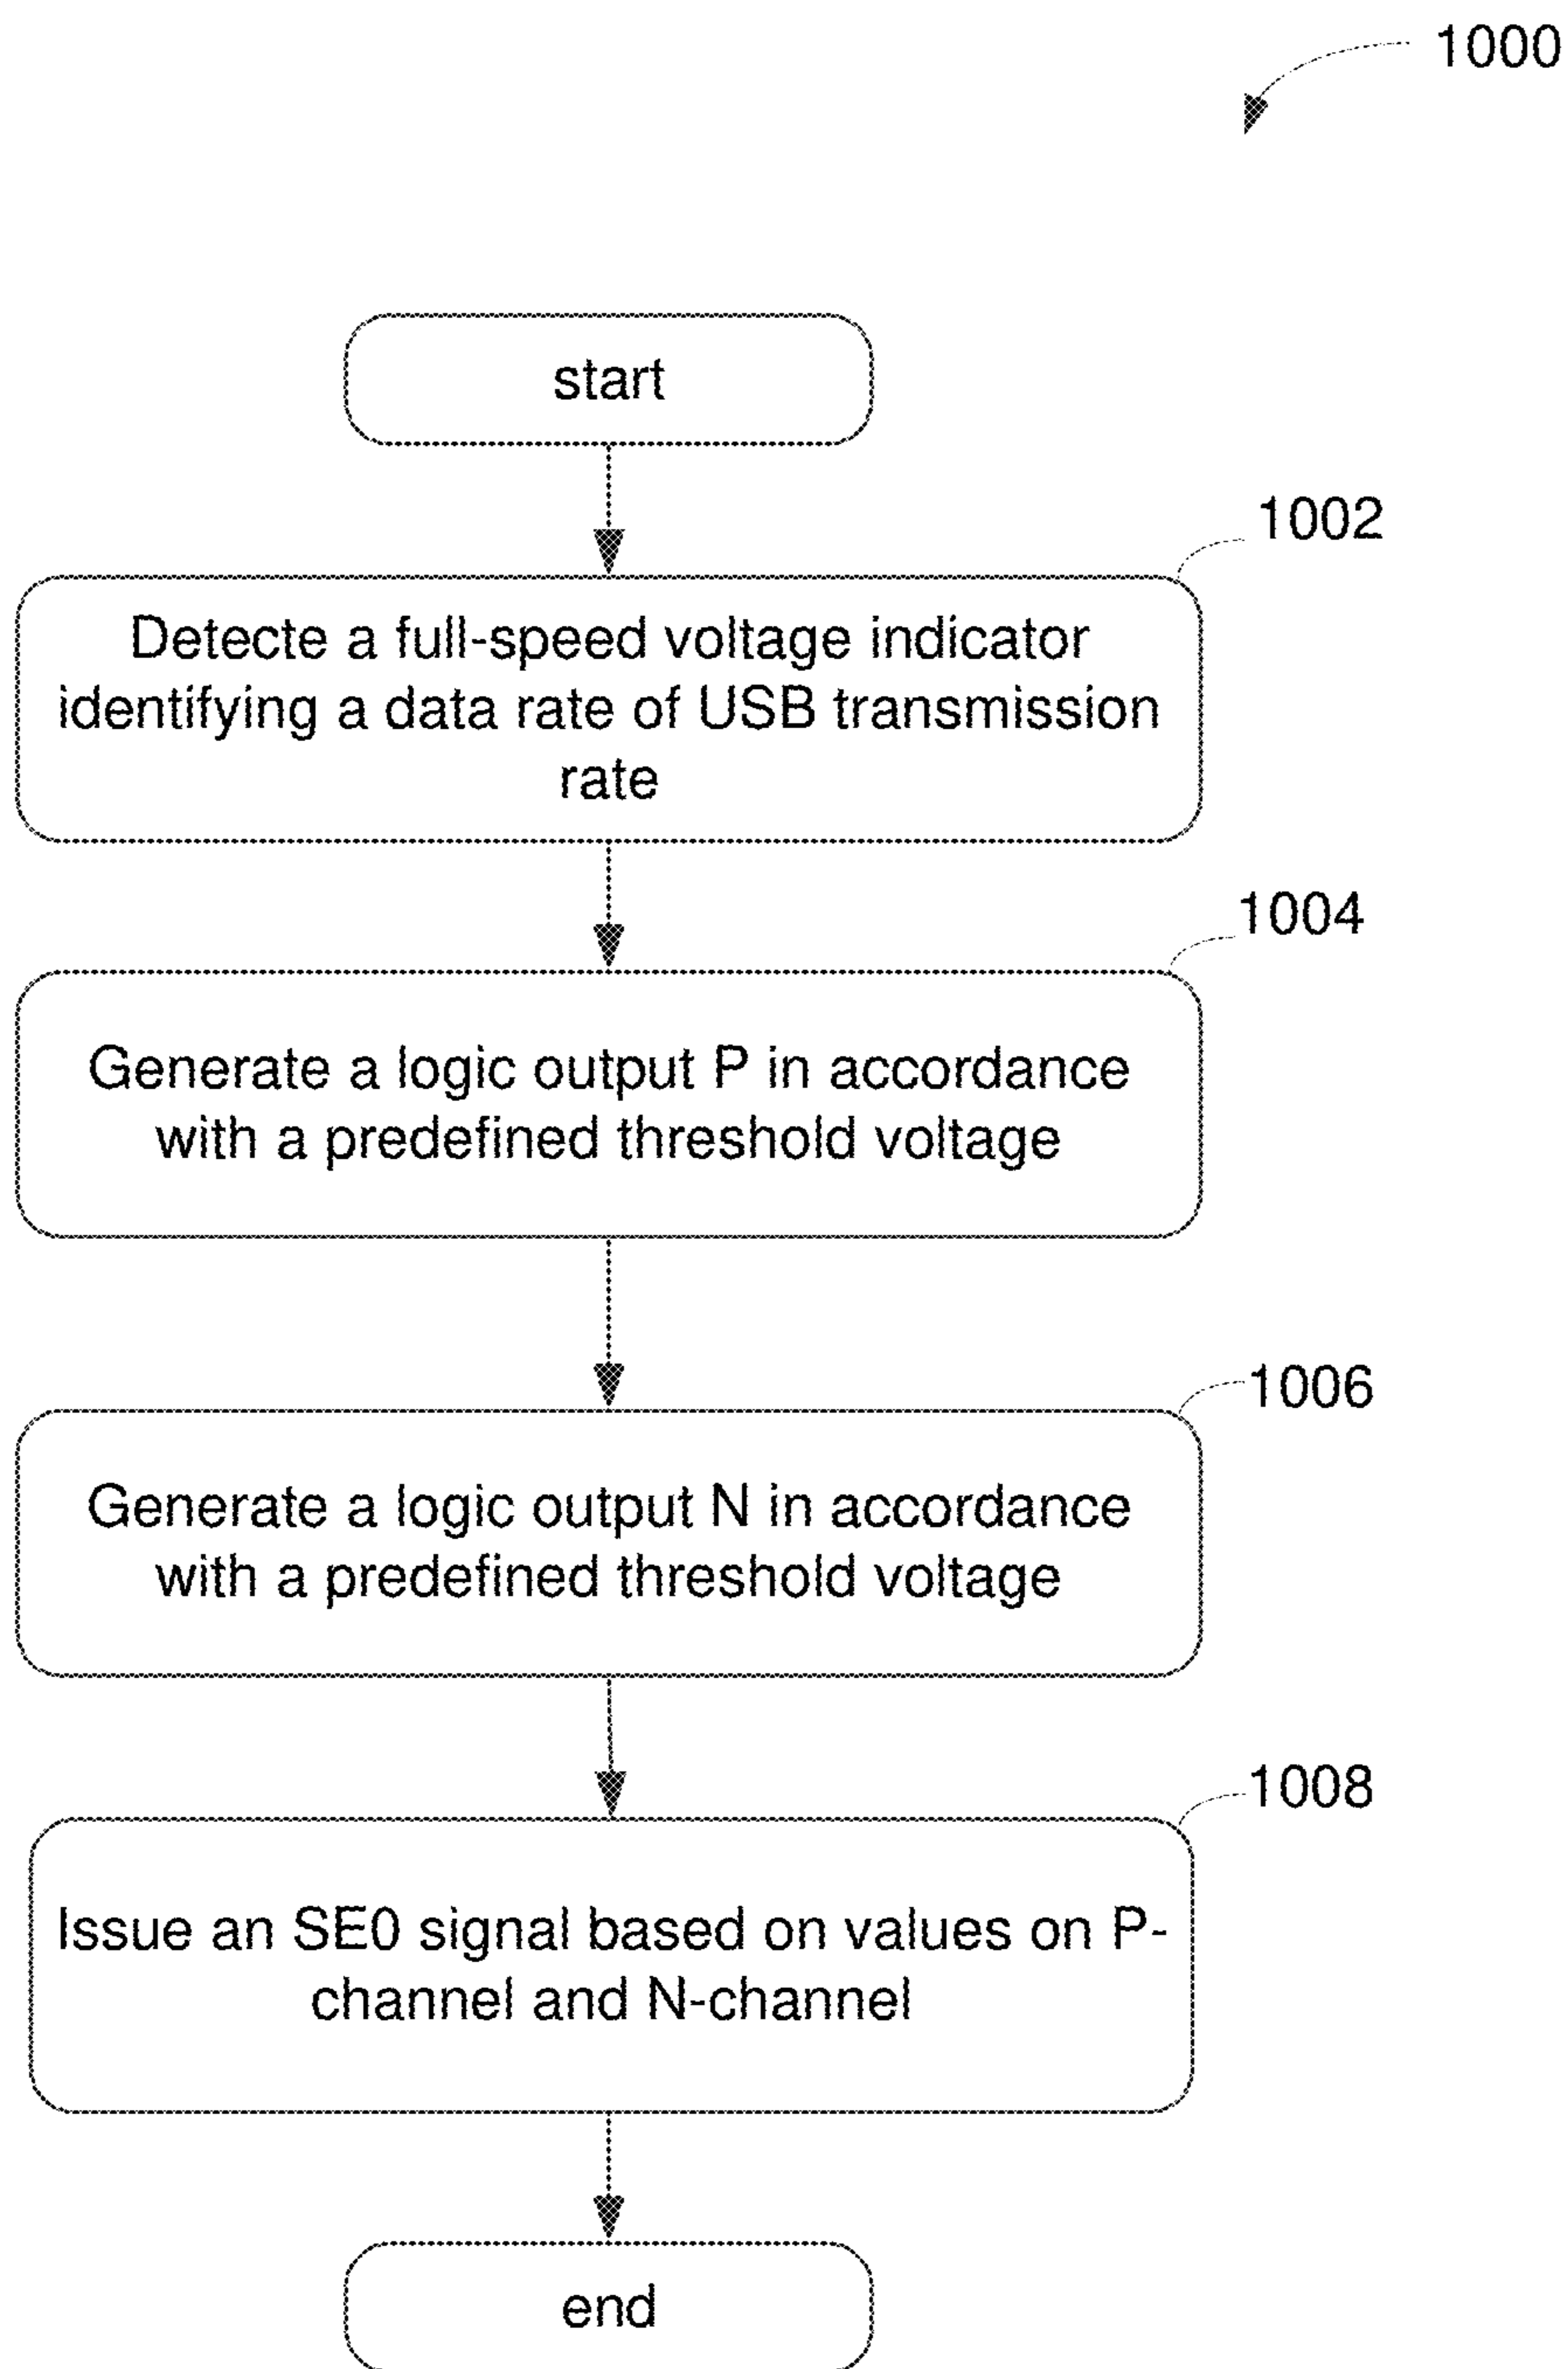 1000
start
1002
Detecte a full-speed voltage indicator
identifying a data rate of USB transmission
rate
1004
Generate a logic output P in accordance
with a predefined threshold voltage
1006
Generate a logic output N in accordance
with a predefined threshold voltage
1008
Issue an SE0 signal based on values on P-
channel and N-channel
end